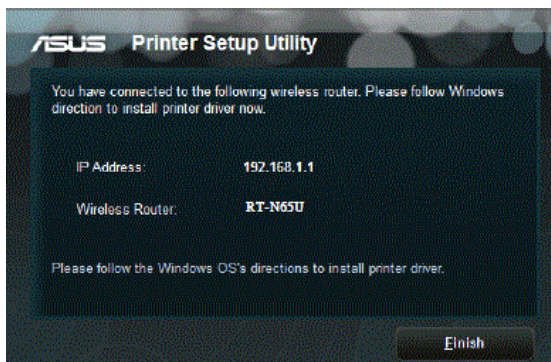 ASUS Printer Setup Utility
You have connected to the following wireless router. Please follow Windows
direction to install printer driver now.
IP Address: 192.168.1.1
Wireless Router: RT-N65U
Please follow the Windows OS's directions to install printer driver.
Finish